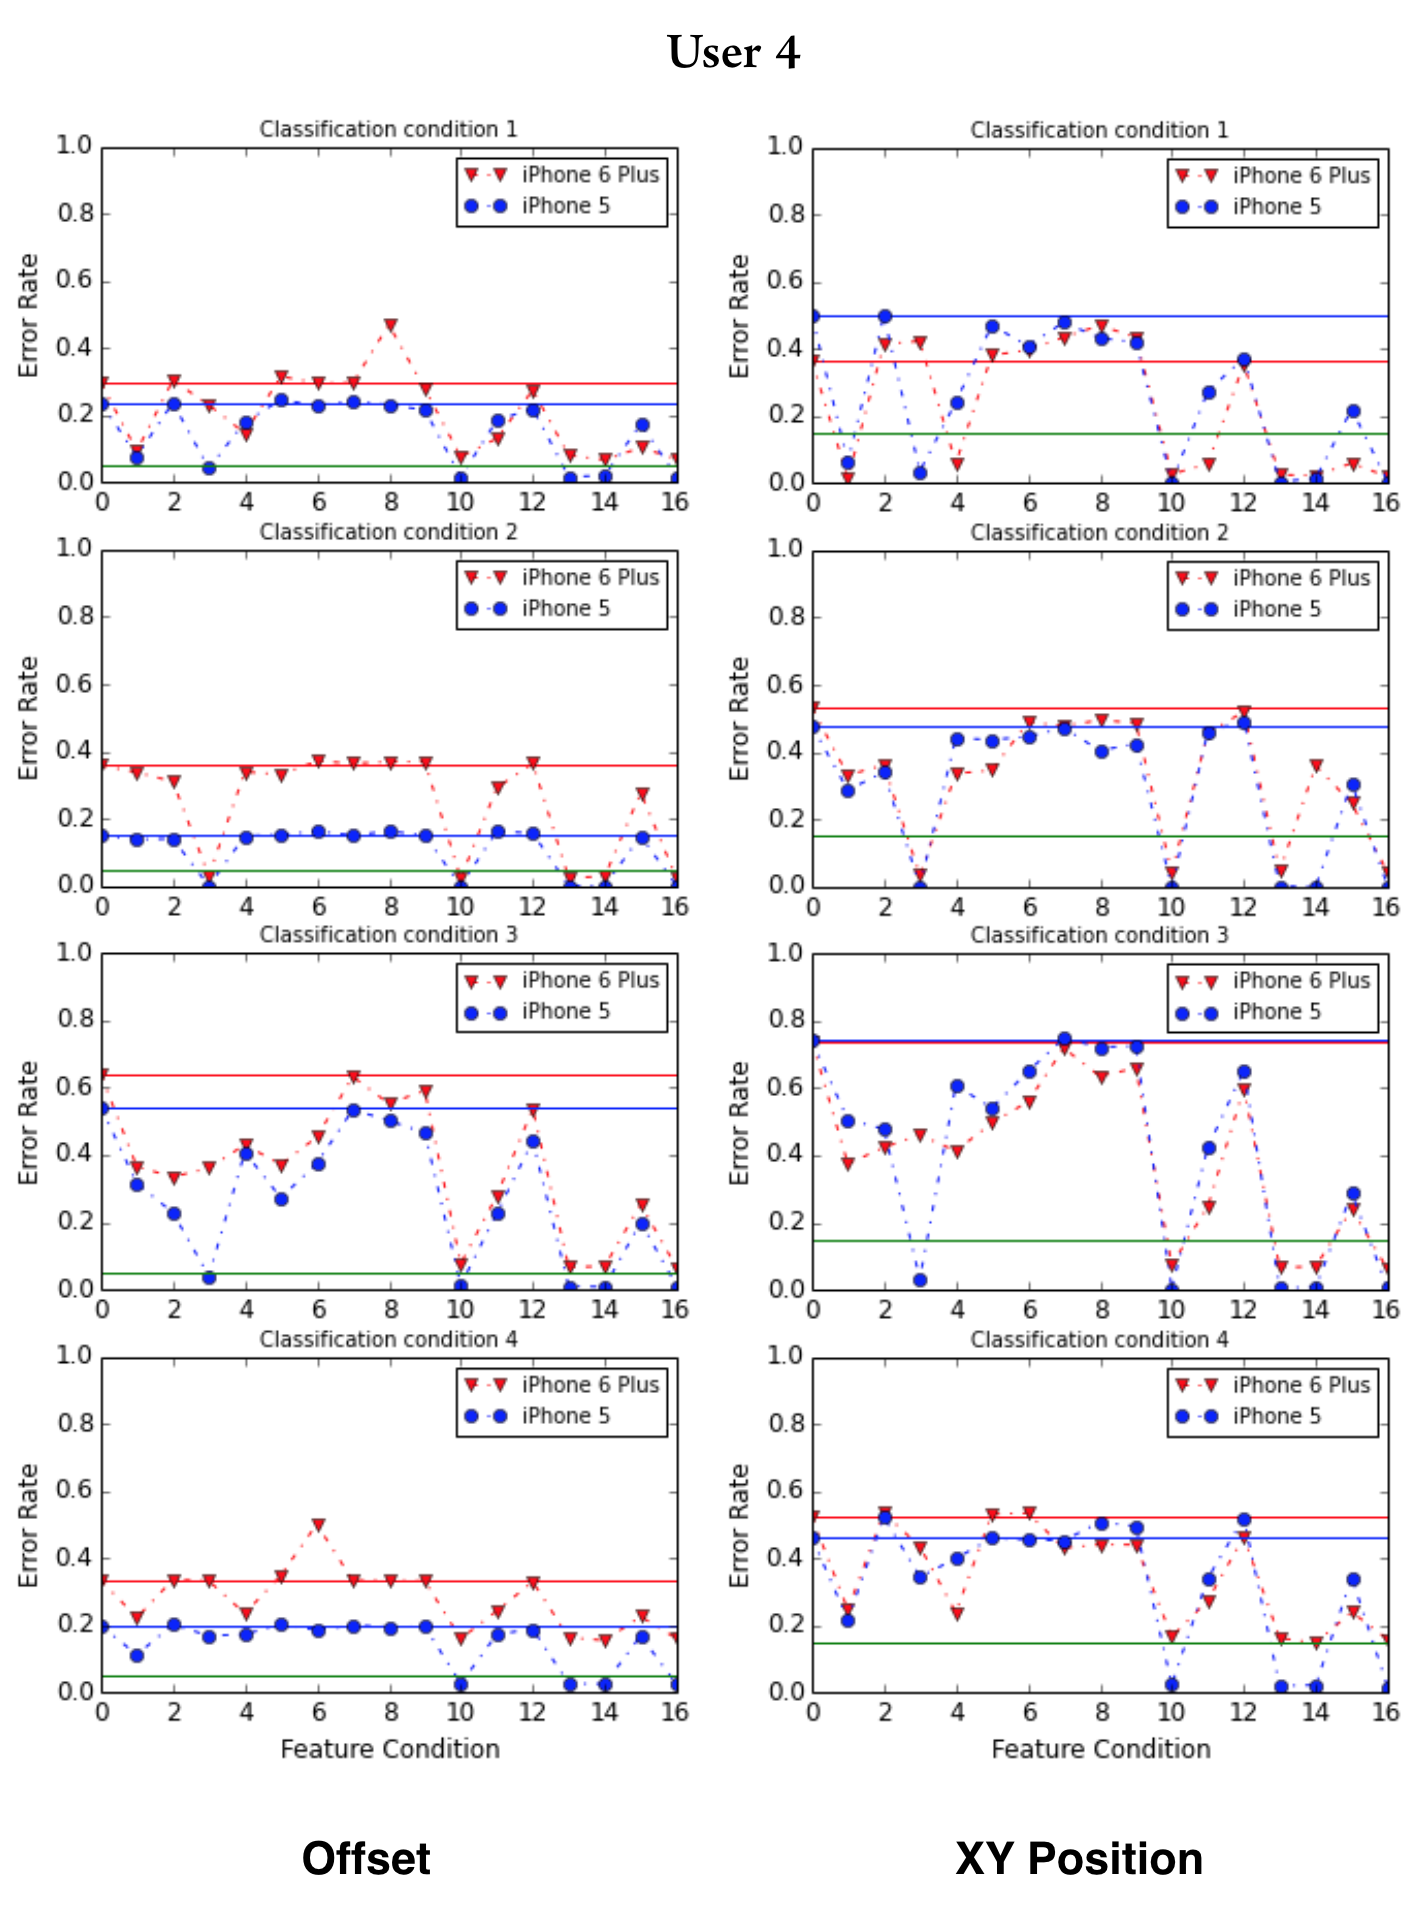 User 4
Classification condition 1
1.0
0.8
0.6
0.4
0.2
0.0
Error Rate
iPhone 6 Plus
iPhone 5
0 2 4 6 8 10 12 14 16
Classification condition 1
1.0
0.8
0.6
0.4
0.2
0.0
Error Rate
iPhone 6 Plus
iPhone 5
0 2 4 6 8 10 12 14 16
Classification condition 2
1.0
0.8
0.6
0.4
0.2
0.0
Error Rate
iPhone 6 Plus
iPhone 5
0 2 4 6 8 10 12 14 16
Classification condition 2
1.0
0.8
0.6
0.4
0.2
0.0
Error Rate
iPhone 6 Plus
iPhone 5
0 2 4 6 8 10 12 14 16
Classification condition 3
1.0
0.8
0.6
0.4
0.2
0.0
Error Rate
iPhone 6 Plus
iPhone 5
0 2 4 6 8 10 12 14 16
Classification condition 3
1.0
0.8
0.6
0.4
0.2
0.0
Error Rate
iPhone 6 Plus
iPhone 5
0 2 4 6 8 10 12 14 16
Classification condition 4
1.0
0.8
0.6
0.4
0.2
0.0
Error Rate
iPhone 6 Plus
iPhone 5
0 2 4 6 8 10 12 14 16
Feature Condition
Classification condition 4
1.0
0.8
0.6
0.4
0.2
0.0
Error Rate
iPhone 6 Plus
iPhone 5
0 2 4 6 8 10 12 14 16
Feature Condition
Offset
XY Position